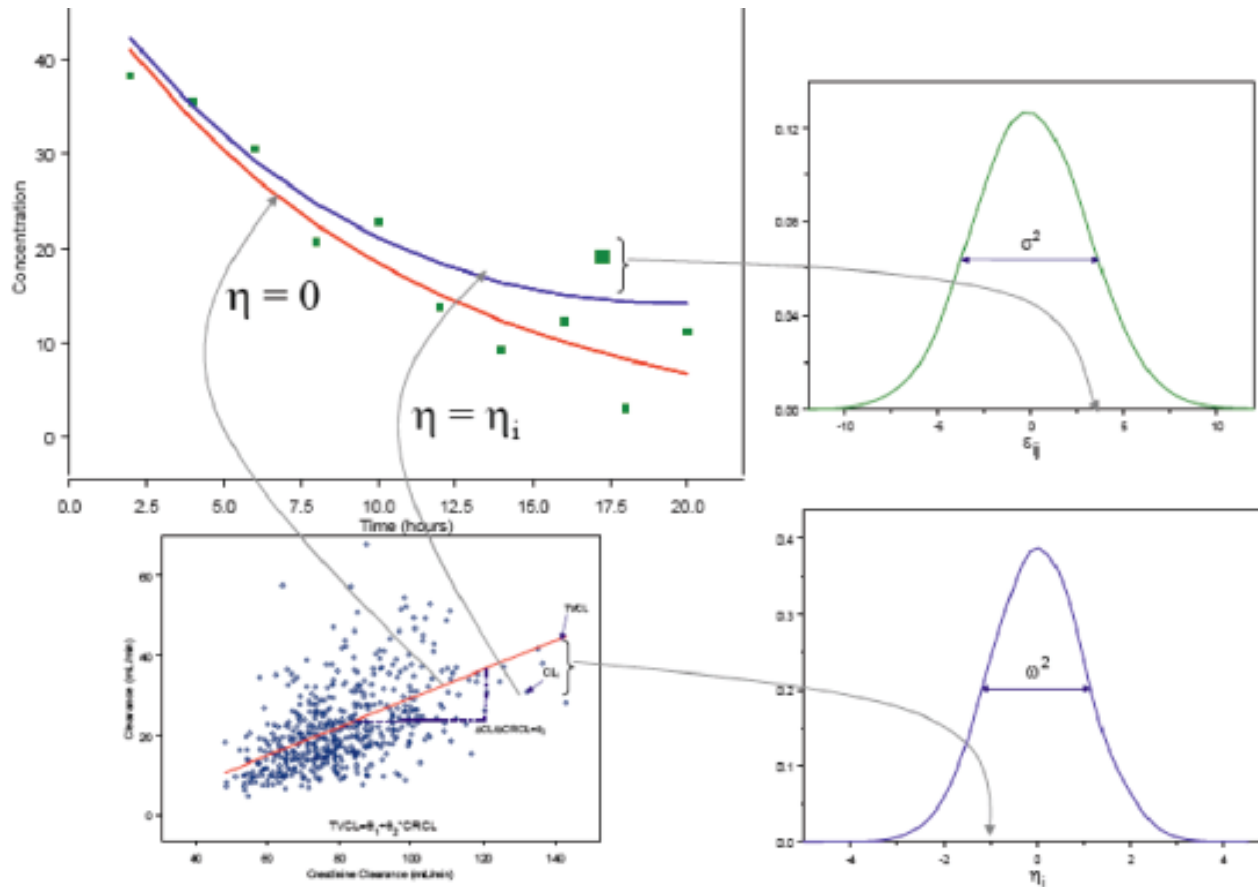 40
30
20
10
0
Concentration
η = 0
η = ηᵢ
0.0 2.5 5.0 7.5 10.0 12.5 15.0 17.5 20.0
Time (hours)
0.12
0.08
0.04
0.00
σ²
-10 -5 0 5 10
εᵢⱼ
60
40
20
0
Clearance (mL/min)
TVCL
CLᵢ
TVCL=θ₁+θ₂*CRCL
40 60 80 100 120 140
Creatinine Clearance (mL/min)
0.4
0.3
0.2
0.1
0.0
ω²
-4 -2 0 2 4
ηᵢ